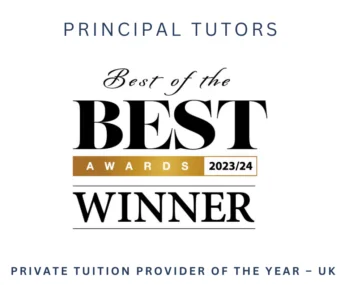 PRINCIPAL TUTORS
Best of the
BEST
AWARDS 2023/24
WINNER
PRIVATE TUITION PROVIDER OF THE YEAR – UK